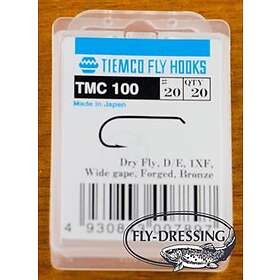 TIEMCO FLY HOOKS
TMC 100
# 20
QTY 20
Made in Japan
Dry Fly, D/E, 1XF,
Wide gape, Forged, Bronze
FLY-DRESSING